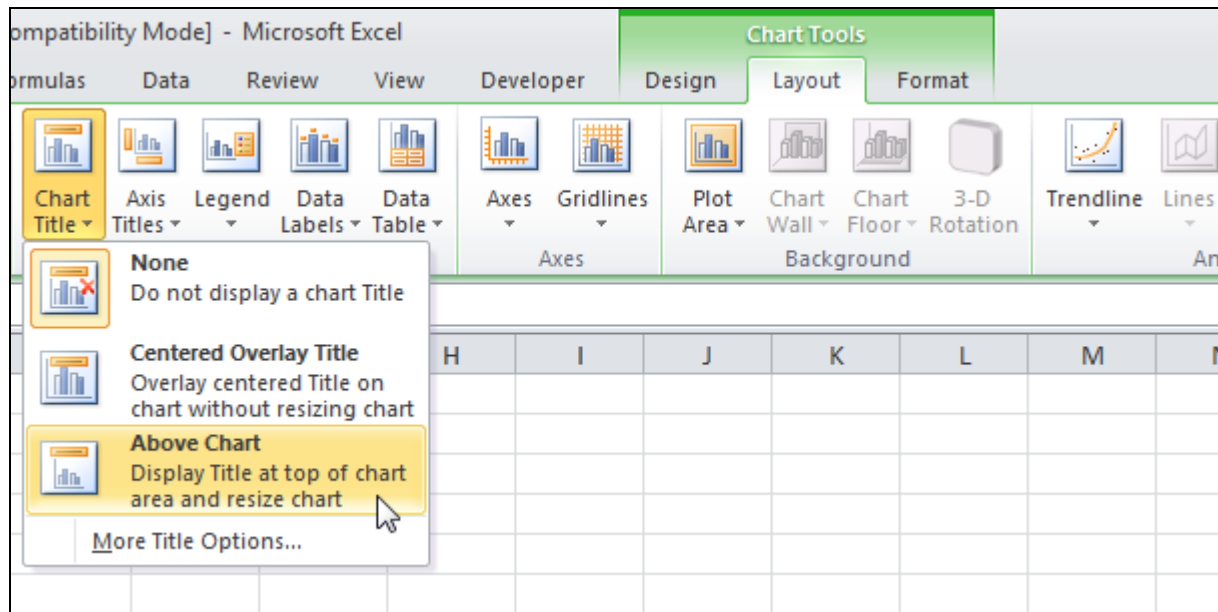 ompatibility Mode] - Microsoft Excel
Chart Tools
ormulas Data Review View Developer Design Layout Format
Chart Axis Legend Data Data Axes Gridlines Plot Chart Chart 3-D Trendline Lines
Title Titles Labels Table Area Wall Floor Rotation
Axes Background An
None
Do not display a chart Title
Centered Overlay Title
Overlay centered Title on
chart without resizing chart
Above Chart
Display Title at top of chart
area and resize chart
More Title Options...
H I J K L M